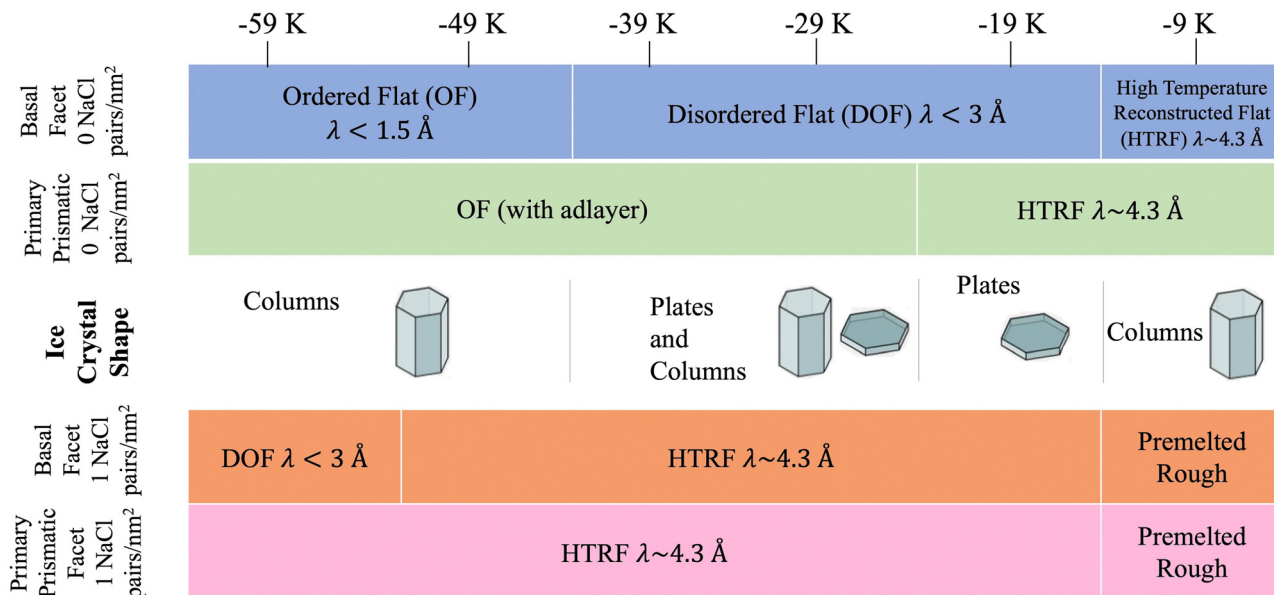 -59 K -49 K -39 K -29 K -19 K -9 K
Basal
Facet
0 NaCl
pairs/nm²
Ordered Flat (OF)
λ < 1.5 Å
Disordered Flat (DOF) λ < 3 Å
High Temperature
Reconstructed Flat
(HTRF) λ~4.3 Å
Primary
Prismatic
0 NaCl
pairs/nm²
OF (with adlayer)
HTRF λ~4.3 Å
Ice
Crystal
Shape
Columns
Plates
and
Columns
Plates
Columns
Basal
Facet
1 NaCl
pairs/nm²
DOF λ < 3 Å
HTRF λ~4.3 Å
Premelted
Rough
Primary
Prismatic
Facet
1 NaCl
pairs/nm²
HTRF λ~4.3 Å
Premelted
Rough